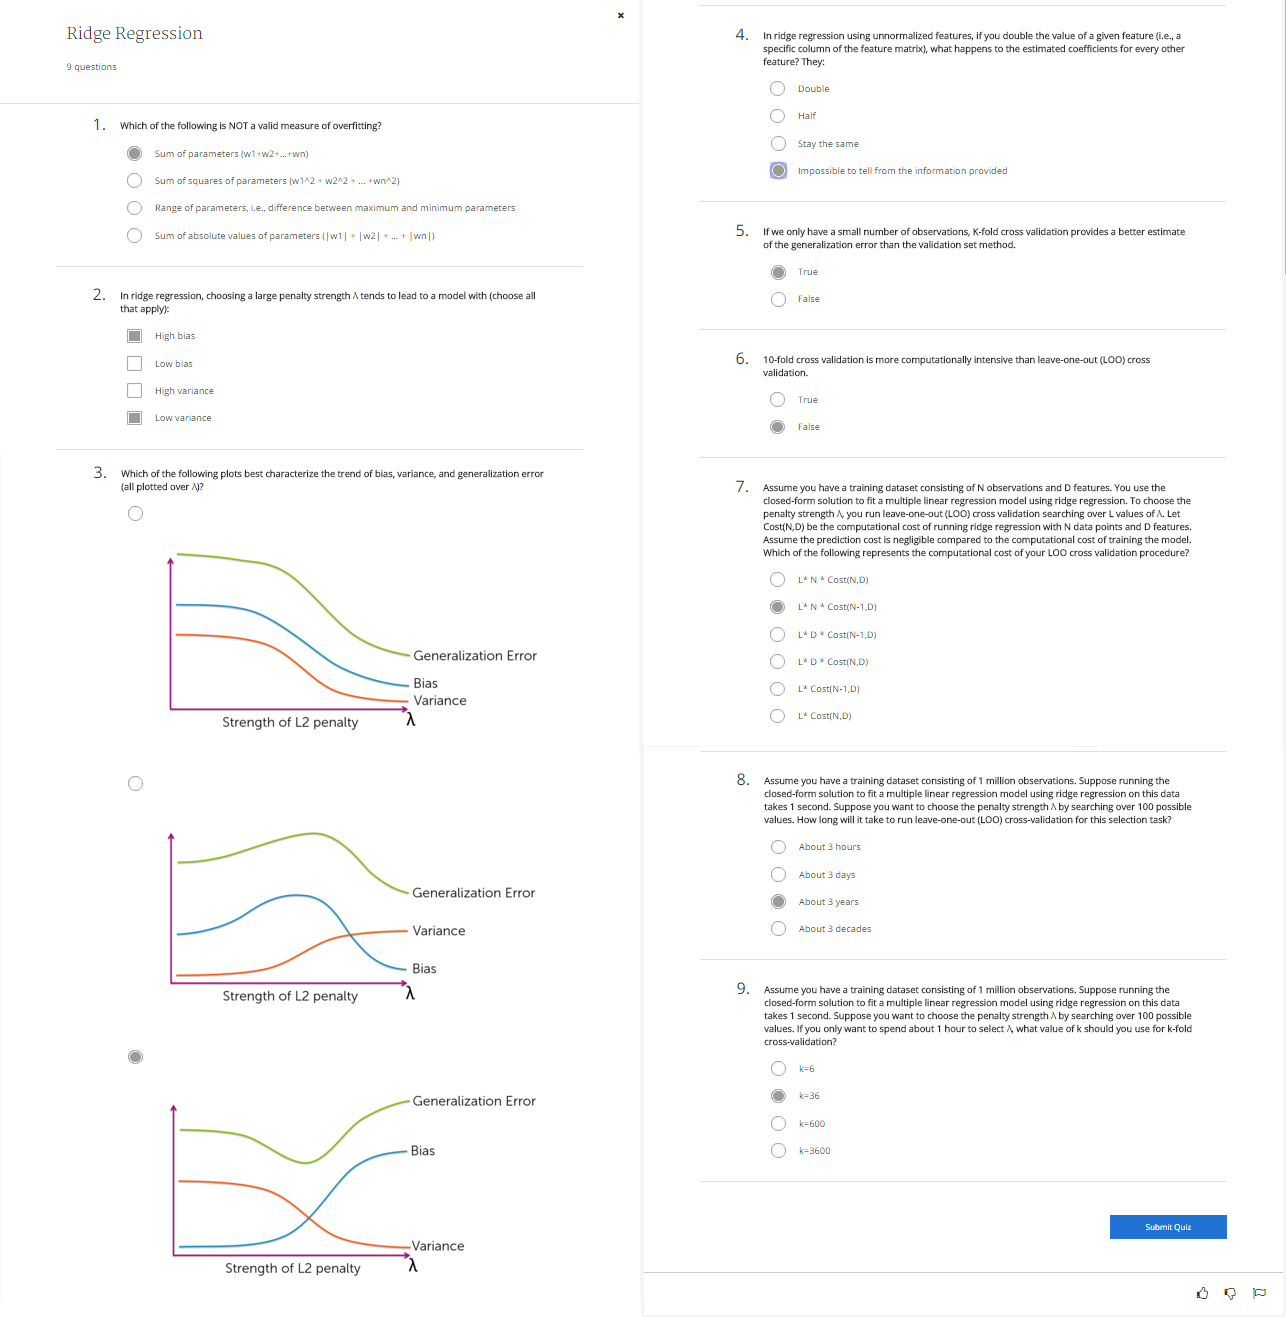 Ridge Regression
9 questions
1. Which of the following is NOT a valid measure of overfitting?
Sum of parameters (w1+w2+...+wn)
Sum of squares of parameters (w1^2 + w2^2 + ... +wn^2)
Range of parameters, i.e., difference between maximum and minimum parameters
Sum of absolute values of parameters (|w1| + |w2| + ... + |wn|)
2. In ridge regression, choosing a large penalty strength λ tends to lead to a model with (choose all
that apply):
High bias
Low bias
High variance
Low variance
3. Which of the following plots best characterize the trend of bias, variance, and generalization error
(all plotted over λ)?
Generalization Error
Bias
Variance
Strength of L2 penalty λ
Generalization Error
Variance
Bias
Strength of L2 penalty λ
Generalization Error
Bias
Variance
Strength of L2 penalty λ
4. In ridge regression using unnormalized features, if you double the value of a given feature (i.e., a
specific column of the feature matrix), what happens to the estimated coefficients for every other
feature? They:
Double
Half
Stay the same
Impossible to tell from the information provided
5. If we only have a small number of observations, K-fold cross validation provides a better estimate
of the generalization error than the validation set method.
True
False
6. 10-fold cross validation is more computationally intensive than leave-one-out (LOO) cross
validation.
True
False
7. Assume you have a training dataset consisting of N observations and D features. You use the
closed-form solution to fit a multiple linear regression model using ridge regression. To choose the
penalty strength λ, you run leave-one-out (LOO) cross validation searching over L values of λ. Let
Cost(N,D) be the computational cost of running ridge regression with N data points and D features.
Assume the prediction cost is negligible compared to the computational cost of training the model.
Which of the following represents the computational cost of your LOO cross validation procedure?
L* N * Cost(N,D)
L* N * Cost(N-1,D)
L* D * Cost(N-1,D)
L* D * Cost(N,D)
L* Cost(N-1,D)
L* Cost(N,D)
8. Assume you have a training dataset consisting of 1 million observations. Suppose running the
closed-form solution to fit a multiple linear regression model using ridge regression on this data
takes 1 second. Suppose you want to choose the penalty strength λ by searching over 100 possible
values. How long will it take to run leave-one-out (LOO) cross-validation for this selection task?
About 3 hours
About 3 days
About 3 years
About 3 decades
9. Assume you have a training dataset consisting of 1 million observations. Suppose running the
closed-form solution to fit a multiple linear regression model using ridge regression on this data
takes 1 second. Suppose you want to choose the penalty strength λ by searching over 100 possible
values. If you only want to spend about 1 hour to select λ, what value of k should you use for k-fold
cross-validation?
k=6
k=36
k=600
k=3600
Submit Quiz